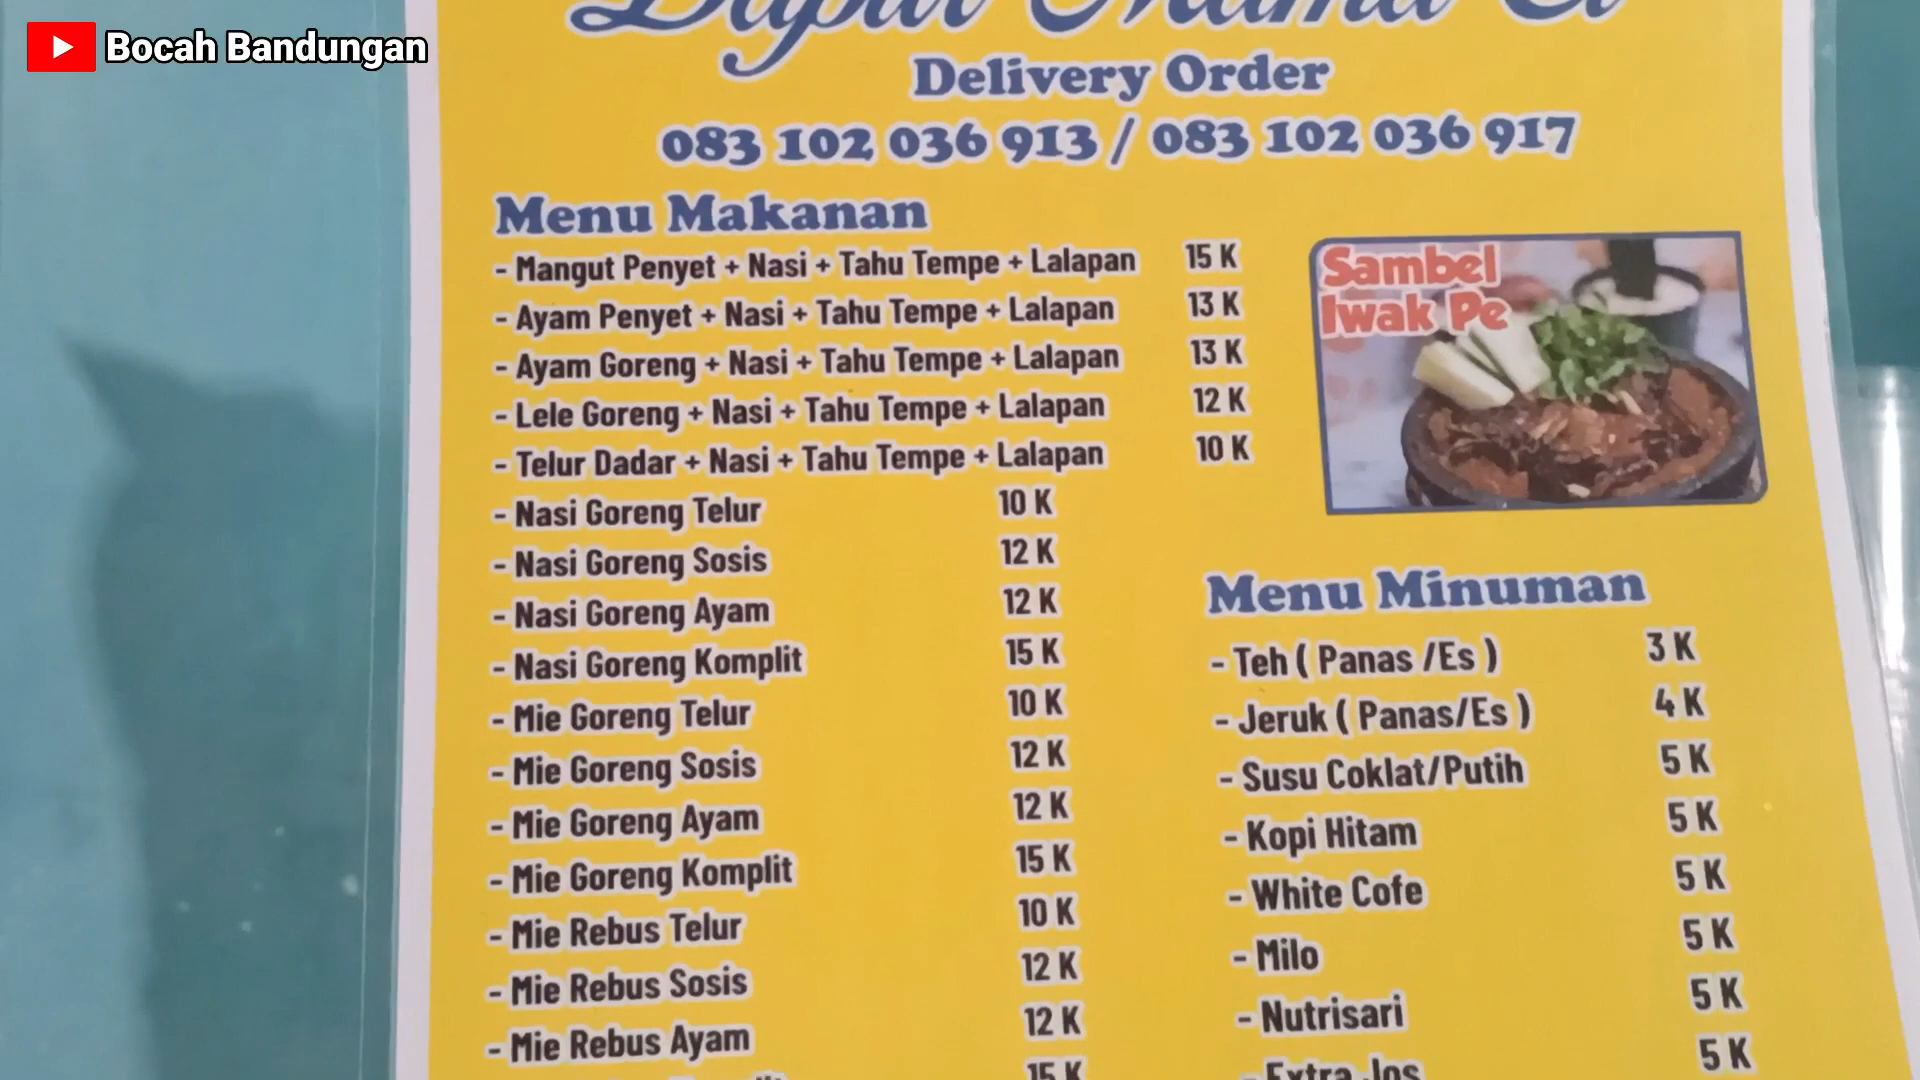 Bocah Bandungan
Delivery Order
083 102 036 913 / 083 102 036 917
Menu Makanan
- Mangut Penyet + Nasi + Tahu Tempe + Lalapan 15 K
- Ayam Penyet + Nasi + Tahu Tempe + Lalapan 13 K
- Ayam Goreng + Nasi + Tahu Tempe + Lalapan 13 K
- Lele Goreng + Nasi + Tahu Tempe + Lalapan 12 K
- Telur Dadar + Nasi + Tahu Tempe + Lalapan 10 K
- Nasi Goreng Telur 10 K
- Nasi Goreng Sosis 12 K
- Nasi Goreng Ayam 12 K
- Nasi Goreng Komplit 15 K
- Mie Goreng Telur 10 K
- Mie Goreng Sosis 12 K
- Mie Goreng Ayam 12 K
- Mie Goreng Komplit 15 K
- Mie Rebus Telur 10 K
- Mie Rebus Sosis 12 K
- Mie Rebus Ayam 12 K
15 K
Sambel
Iwak Pe
Menu Minuman
- Teh ( Panas /Es ) 3 K
- Jeruk ( Panas/Es ) 4 K
- Susu Coklat/Putih 5 K
- Kopi Hitam 5 K
- White Cofe 5 K
- Milo 5 K
- Nutrisari 5 K
- Extra Jos 5 K